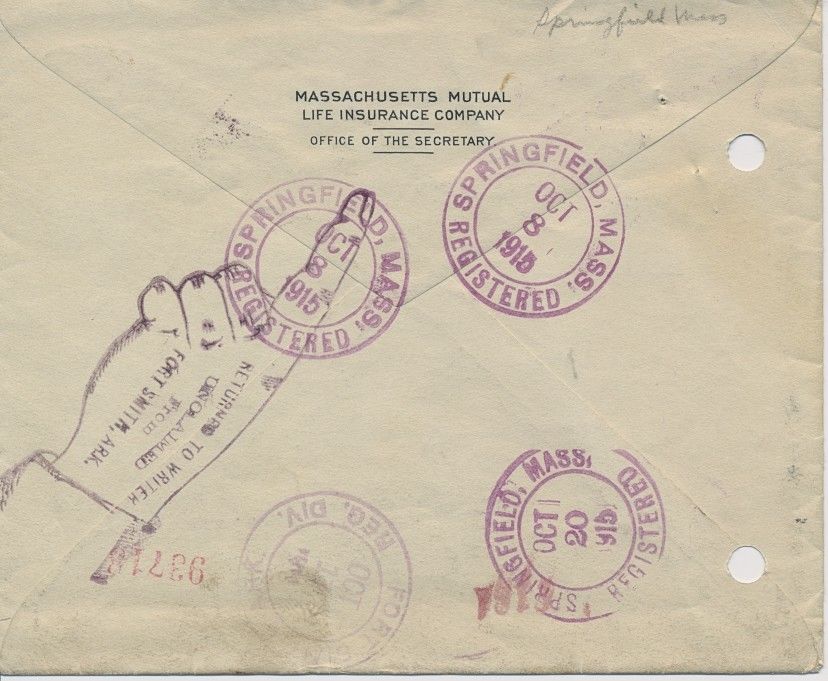 Springfield Mass
MASSACHUSETTS MUTUAL
LIFE INSURANCE COMPANY
OFFICE OF THE SECRETARY
SPRINGFIELD, MASS.
OCT
8
1915
REGISTERED
SPRINGFIELD, MASS.
OCT
8
1915
REGISTERED
RETURNED TO WRITER
UNCLAIMED
FROM
FORT SMITH, ARK.
SPRINGFIELD, MASS.
OCT
20
1915
REGISTERED
REG. DIV.
OCT
FORT